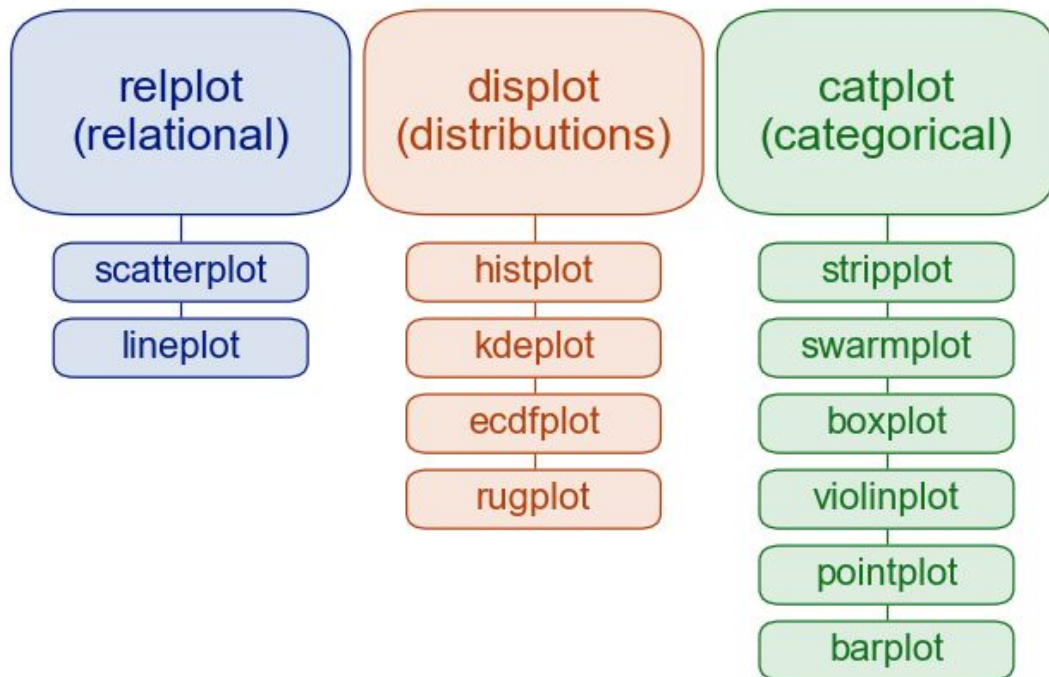 relplot
(relational)
scatterplot
lineplot
displot
(distributions)
histplot
kdeplot
ecdfplot
rugplot
catplot
(categorical)
stripplot
swarmplot
boxplot
violinplot
pointplot
barplot